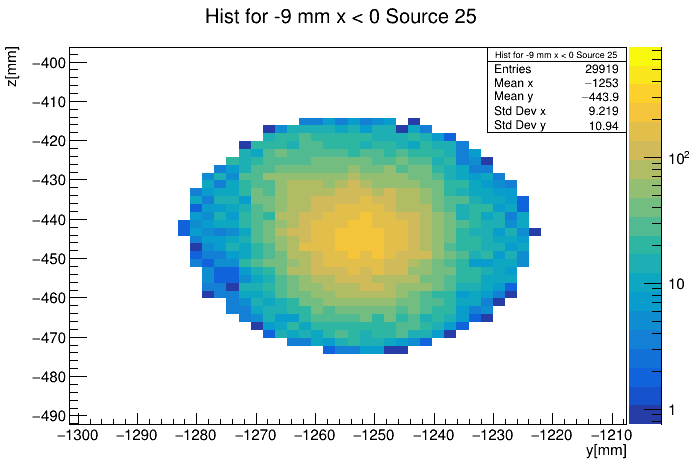 Hist for -9 mm x < 0 Source 25
z[mm]
Hist for -9 mm x < 0 Source 25
Entries 29919
Mean x −1253
Mean y −443.9
Std Dev x 9.219
Std Dev y 10.94
−400
−410
−420
−430
−440
−450
−460
−470
−480
−490
10²
10
1
−1300 −1290 −1280 −1270 −1260 −1250 −1240 −1230 −1220 −1210
y[mm]